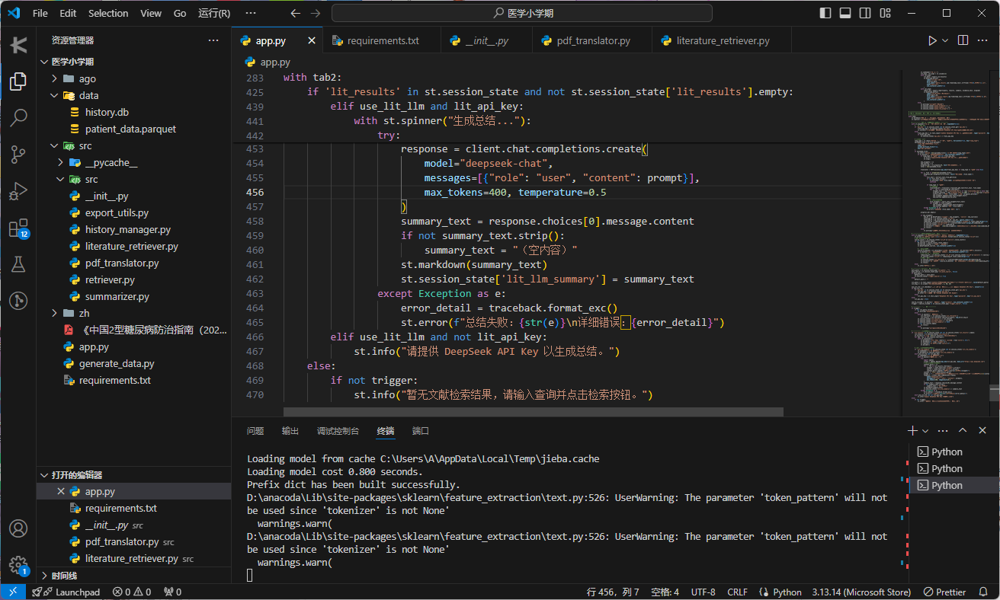 File Edit Selection View Go 运行(R) ··· 医学小学期
资源管理器 ···
医学小学期
ago
data
history.db
patient_data.parquet
src
__pycache__
src
__init__.py
export_utils.py
history_manager.py
literature_retriever.py
pdf_translator.py
retriever.py
summarizer.py
zh
《中国2型糖尿病防治指南（202...
app.py
generate_data.py
requirements.txt
打开的编辑器
app.py
requirements.txt
__init__.py src
pdf_translator.py src
literature_retriever.py src
时间线
12
1
app.py requirements.txt __init__.py pdf_translator.py literature_retriever.py
app.py
283 with tab2:
425 if 'lit_results' in st.session_state and not st.session_state['lit_results'].empty:
439 elif use_lit_llm and lit_api_key:
441 with st.spinner("生成总结..."):
442 try:
453 response = client.chat.completions.create(
454 model="deepseek-chat",
455 messages=[{"role": "user", "content": prompt}],
456 max_tokens=400, temperature=0.5
457 )
458 summary_text = response.choices[0].message.content
459 if not summary_text.strip():
460 summary_text = "（空内容）"
461 st.markdown(summary_text)
462 st.session_state['lit_llm_summary'] = summary_text
463 except Exception as e:
464 error_detail = traceback.format_exc()
465 st.error(f"总结失败：{str(e)}\n详细错误：{error_detail}")
466 elif use_lit_llm and not lit_api_key:
467 st.info("请提供 DeepSeek API Key 以生成总结。")
468 else:
469 if not trigger:
470 st.info("暂无文献检索结果，请输入查询并点击检索按钮。")
问题 输出 调试控制台 终端 端口
Loading model from cache C:\Users\A\AppData\Local\Temp\jieba.cache
Loading model cost 0.800 seconds.
Prefix dict has been built successfully.
D:\anacoda\Lib\site-packages\sklearn\feature_extraction\text.py:526: UserWarning: The parameter 'token_pattern' will not
be used since 'tokenizer' is not None'
warnings.warn(
D:\anacoda\Lib\site-packages\sklearn\feature_extraction\text.py:526: UserWarning: The parameter 'token_pattern' will not
be used since 'tokenizer' is not None'
warnings.warn(
Python
Python
Python
Launchpad 0 0 0 行 456，列 7 空格: 4 UTF-8 CRLF Python 3.13.14 (Microsoft Store) Prettier